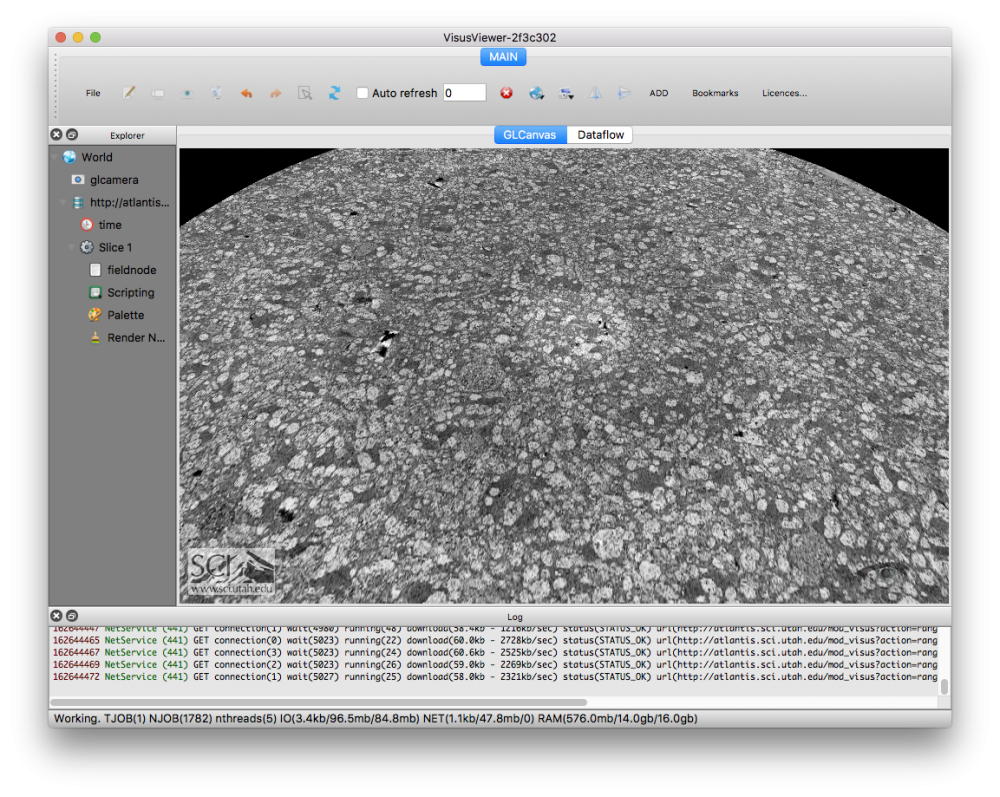 VisusViewer-2f3c302
MAIN
File
Auto refresh 0
ADD
Bookmarks
Licences...
Explorer
GLCanvas Dataflow
World
glcamera
http://atlantis...
time
Slice 1
fieldnode
Scripting
Palette
Render N...
sci
www.sci.utah.edu
Log
162644447 NetService (441) GET connection(1) wait(4980) running(48) download(58.4kb - 1216kb/sec) status(STATUS_OK) url(http://atlantis.sci.utah.edu/mod_visus?action=rang
162644465 NetService (441) GET connection(0) wait(5023) running(22) download(60.0kb - 2728kb/sec) status(STATUS_OK) url(http://atlantis.sci.utah.edu/mod_visus?action=rang
162644467 NetService (441) GET connection(3) wait(5023) running(24) download(60.6kb - 2525kb/sec) status(STATUS_OK) url(http://atlantis.sci.utah.edu/mod_visus?action=rang
162644469 NetService (441) GET connection(2) wait(5023) running(26) download(59.0kb - 2269kb/sec) status(STATUS_OK) url(http://atlantis.sci.utah.edu/mod_visus?action=rang
162644472 NetService (441) GET connection(1) wait(5027) running(25) download(58.0kb - 2321kb/sec) status(STATUS_OK) url(http://atlantis.sci.utah.edu/mod_visus?action=rang
Working. TJOB(1) NJOB(1782) nthreads(5) IO(3.4kb/96.5mb/84.8mb) NET(1.1kb/47.8mb/0) RAM(576.0mb/14.0gb/16.0gb)